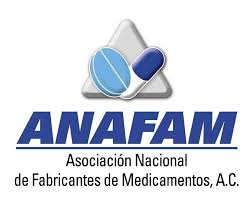 ANAFAM
Asociación Nacional
de Fabricantes de Medicamentos, A.C.